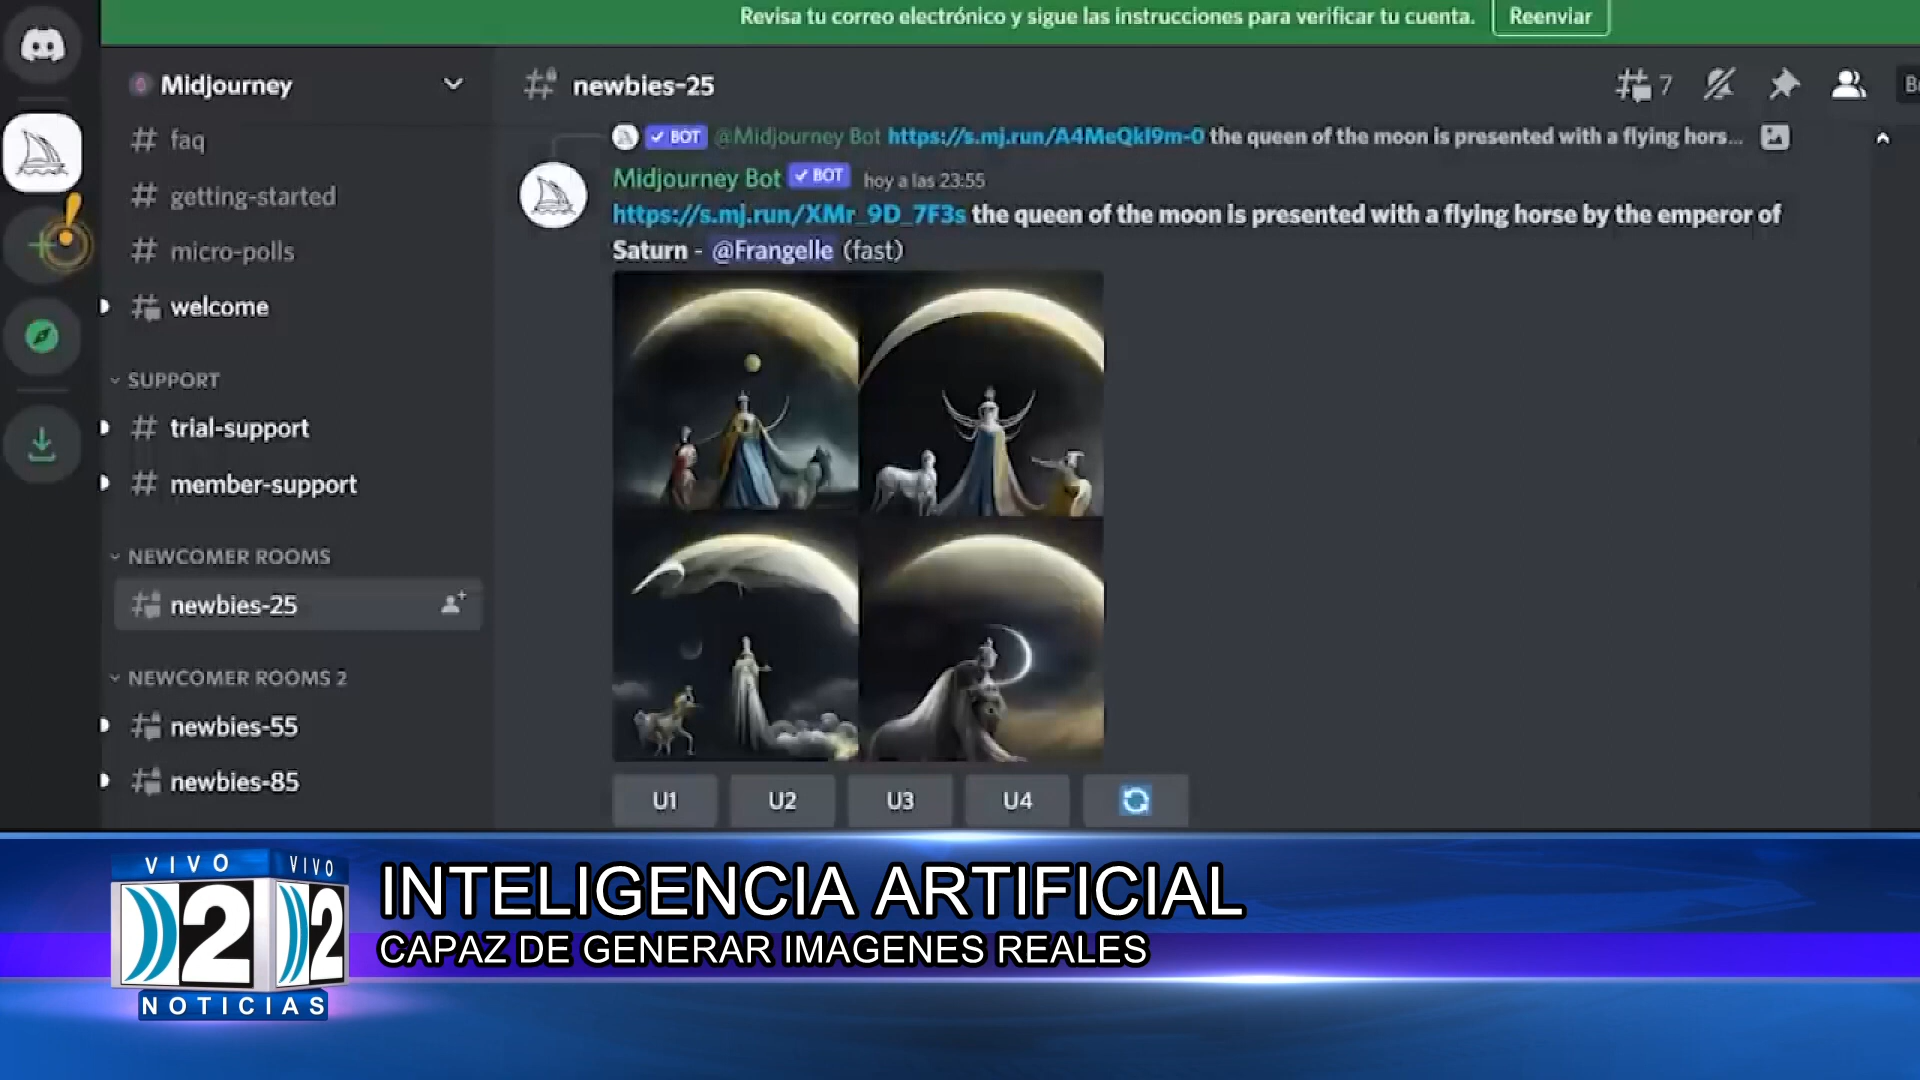 Revisa tu correo electrónico y sigue las instrucciones para verificar tu cuenta.
Reenviar
Midjourney
faq
getting-started
micro-polls
welcome
SUPPORT
trial-support
member-support
NEWCOMER ROOMS
newbies-25
NEWCOMER ROOMS 2
newbies-55
newbies-85
newbies-25
7
BOT @Midjourney Bot https://s.mj.run/A4MeQkI9m-0 the queen of the moon is presented with a flying hors...
Midjourney Bot BOT hoy a las 23:55
https://s.mj.run/XMr_9D_7F3s the queen of the moon is presented with a flying horse by the emperor of
Saturn - @Frangelle (fast)
U1 U2 U3 U4
VIVO VIVO
2 2
NOTICIAS
INTELIGENCIA ARTIFICIAL
CAPAZ DE GENERAR IMAGENES REALES